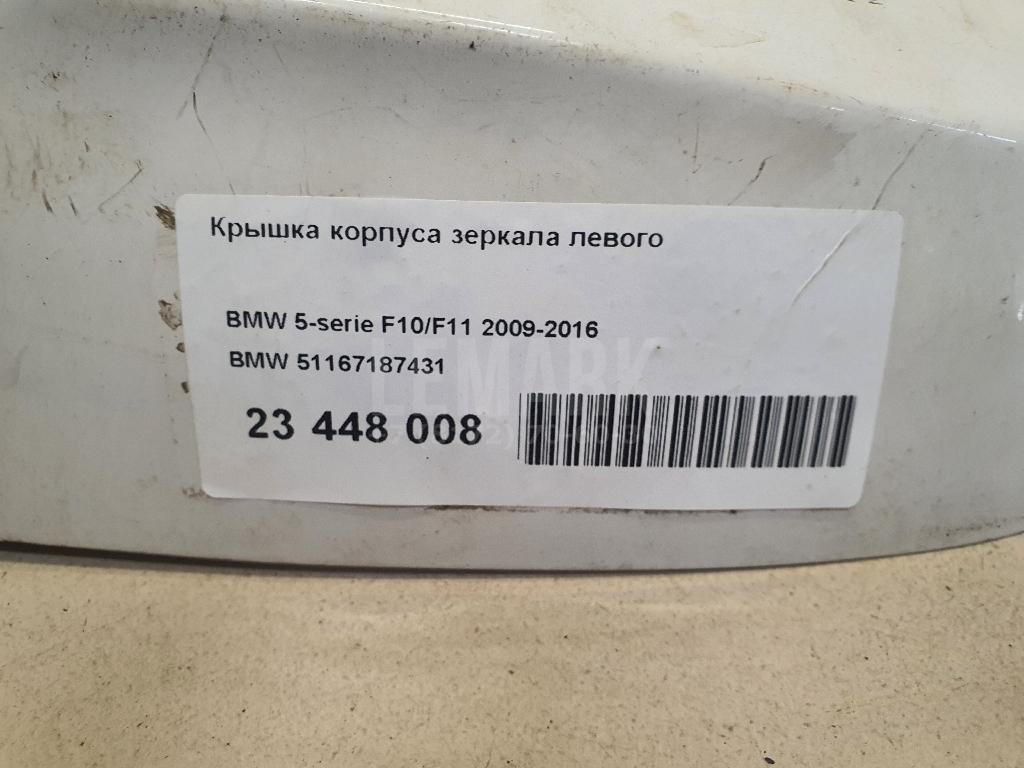 Крышка корпуса зеркала левого
BMW 5-serie F10/F11 2009-2016
BMW 51167187431
LEMARK
23 448 008